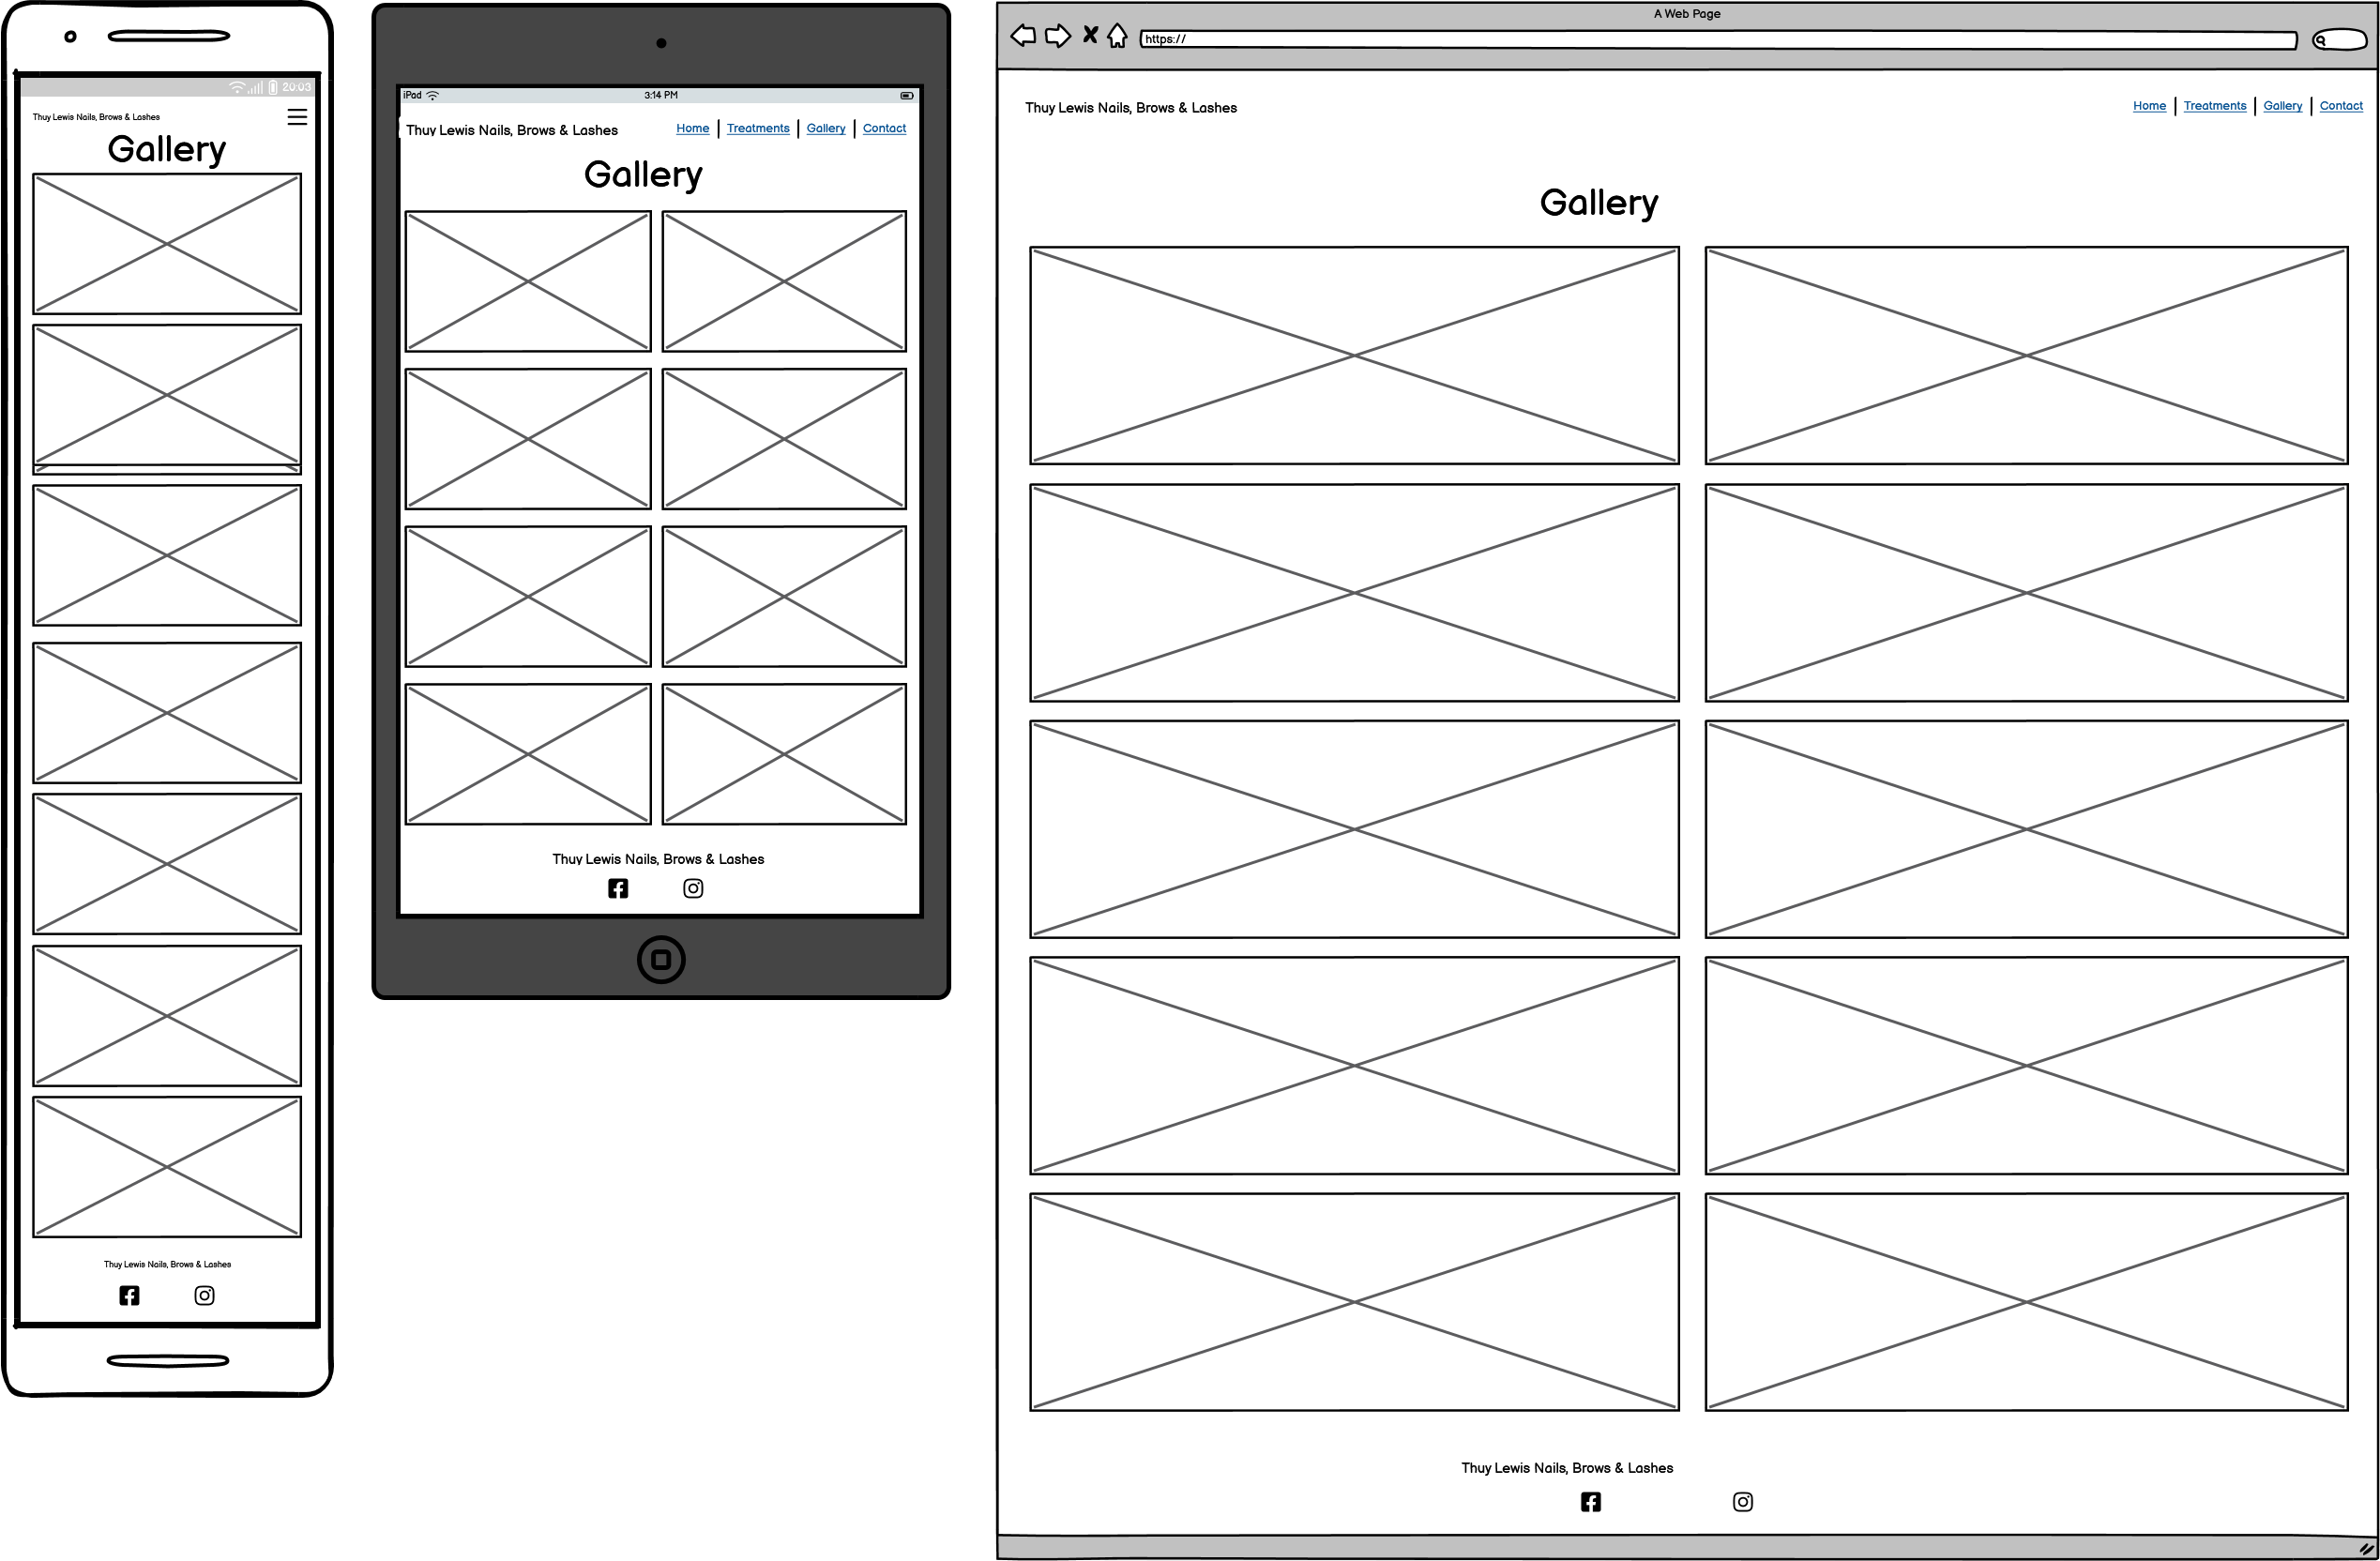 20:03
Thuy Lewis Nails, Brows & Lashes
Gallery
Thuy Lewis Nails, Brows & Lashes
iPad
3:14 PM
Thuy Lewis Nails, Brows & Lashes
Home | Treatments | Gallery | Contact
Gallery
Thuy Lewis Nails, Brows & Lashes
A Web Page
https://
Thuy Lewis Nails, Brows & Lashes
Home | Treatments | Gallery | Contact
Gallery
Thuy Lewis Nails, Brows & Lashes